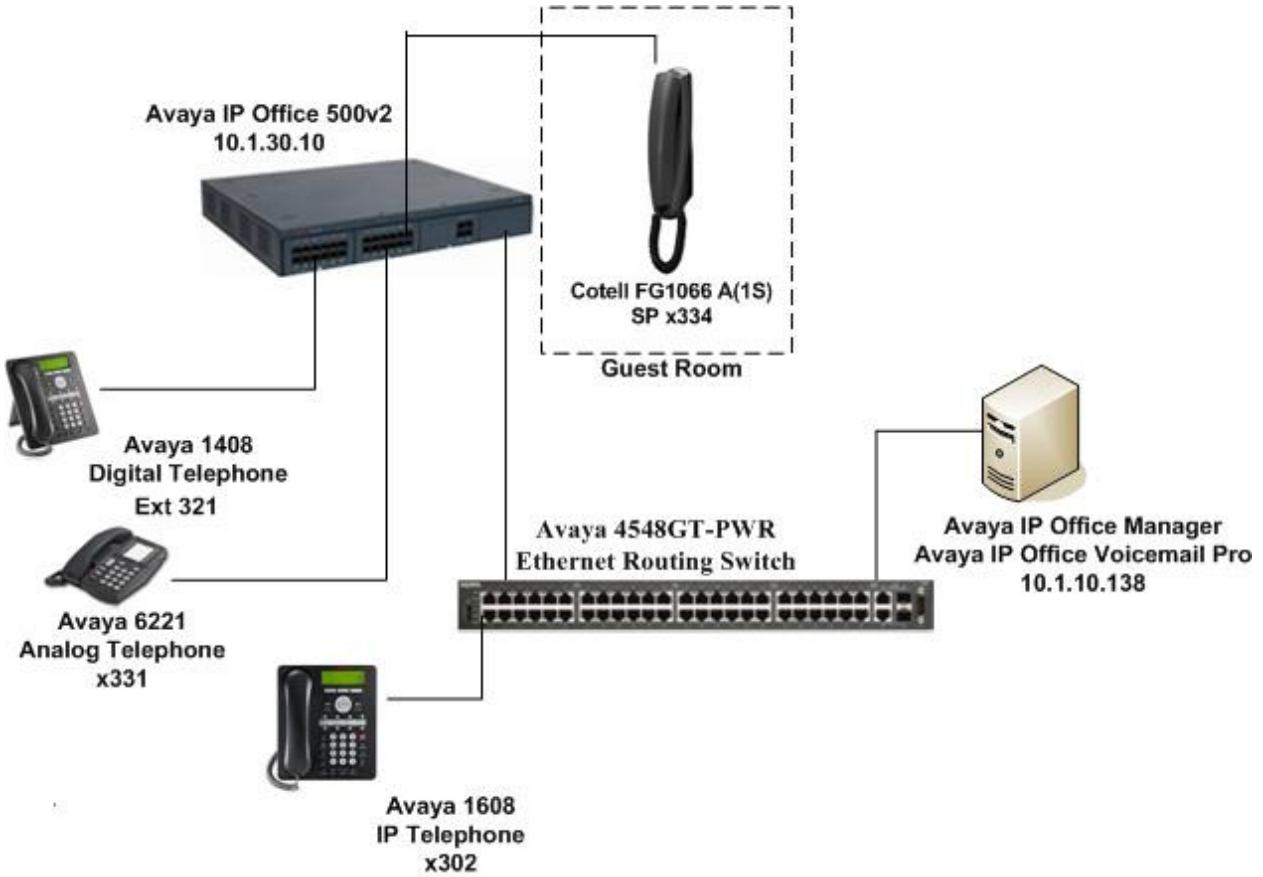 Avaya IP Office 500v2
10.1.30.10
Cotell FG1066 A(1S)
SP x334
Guest Room
Avaya 1408
Digital Telephone
Ext 321
Avaya 6221
Analog Telephone
x331
Avaya 4548GT-PWR
Ethernet Routing Switch
Avaya IP Office Manager
Avaya IP Office Voicemail Pro
10.1.10.138
Avaya 1608
IP Telephone
x302